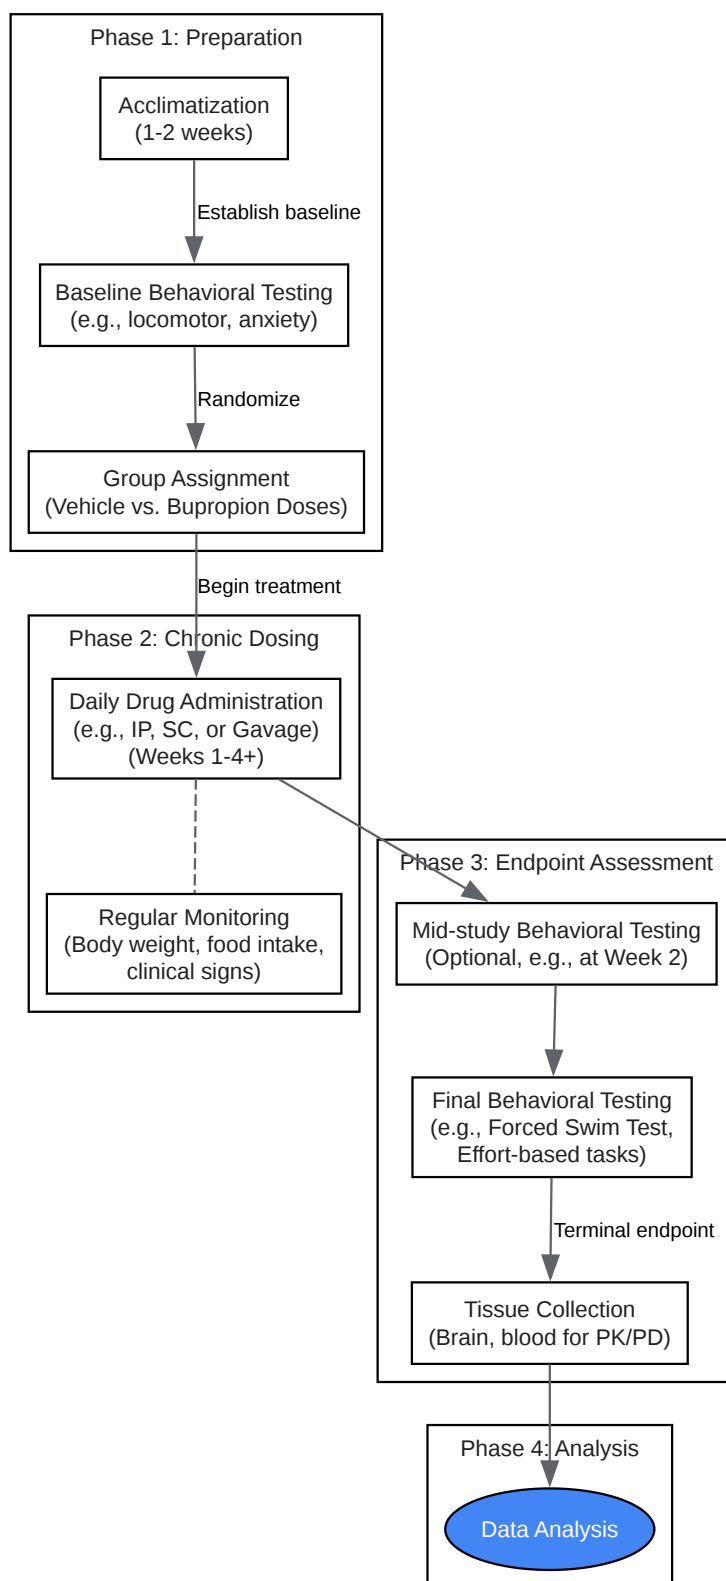 Phase 1: Preparation
Acclimatization
(1-2 weeks)
Establish baseline
Baseline Behavioral Testing
(e.g., locomotor, anxiety)
Randomize
Group Assignment
(Vehicle vs. Bupropion Doses)
Begin treatment
Phase 2: Chronic Dosing
Daily Drug Administration
(e.g., IP, SC, or Gavage)
(Weeks 1-4+)
Regular Monitoring
(Body weight, food intake,
clinical signs)
Phase 3: Endpoint Assessment
Mid-study Behavioral Testing
(Optional, e.g., at Week 2)
Final Behavioral Testing
(e.g., Forced Swim Test,
Effort-based tasks)
Terminal endpoint
Tissue Collection
(Brain, blood for PK/PD)
Phase 4: Analysis
Data Analysis